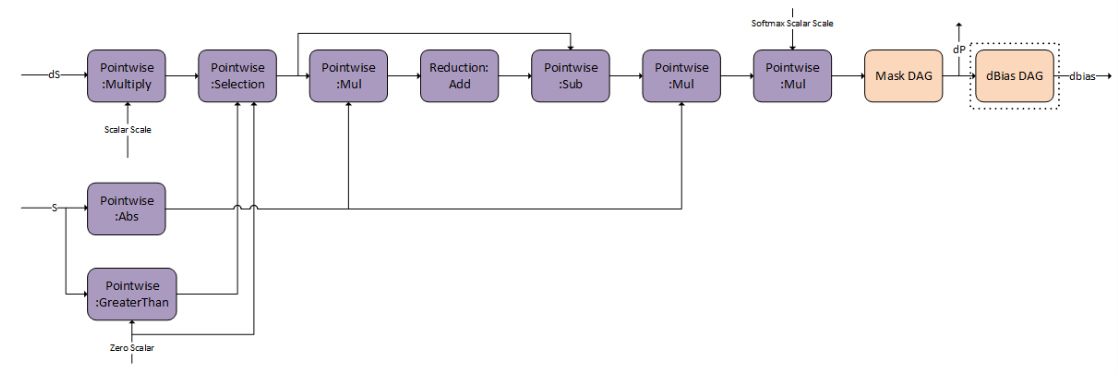 Softmax Scalar Scale
dS
Pointwise
:Multiply
Pointwise
:Selection
Pointwise
:Mul
Reduction:
Add
Pointwise
:Sub
Pointwise
:Mul
Pointwise
:Mul
Mask DAG
dP
dBias DAG
dbias
Scalar Scale
S
Pointwise
:Abs
Pointwise
:GreaterThan
Zero Scalar